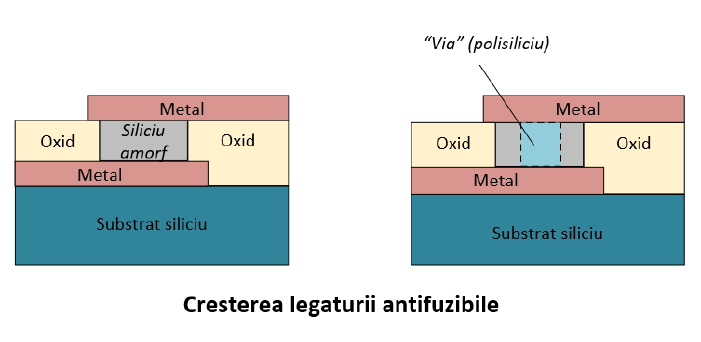 “Via” (polisiliciu)
Metal
Oxid
Siliciu
amorf
Oxid
Metal
Substrat siliciu
Metal
Oxid
Oxid
Metal
Substrat siliciu
Cresterea legaturii antifuzibile